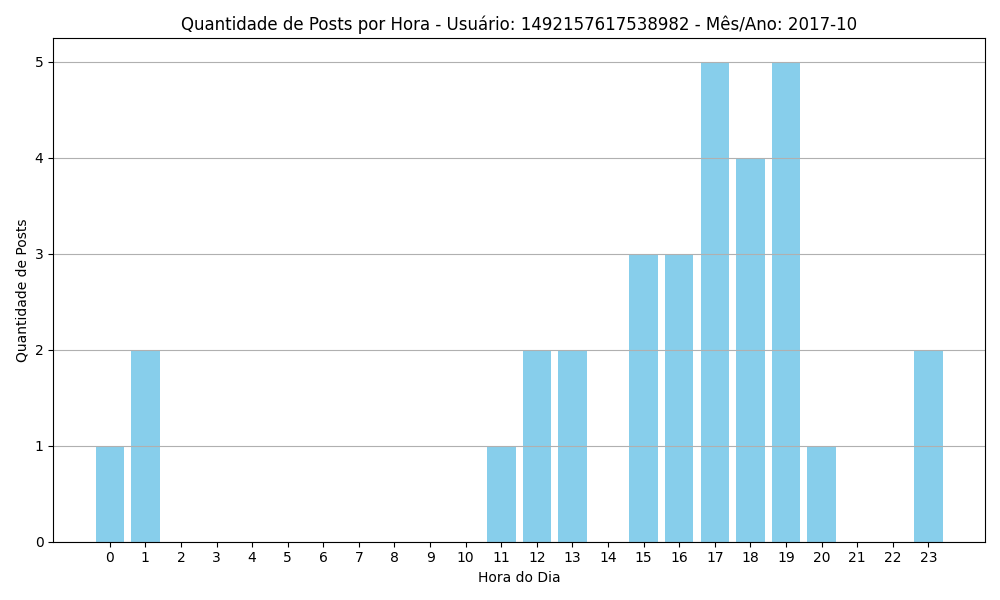 Quantidade de Posts por Hora - Usuário: 1492157617538982 - Mês/Ano: 2017-10
Quantidade de Posts
5
4
3
2
1
0
0 1 2 3 4 5 6 7 8 9 10 11 12 13 14 15 16 17 18 19 20 21 22 23
Hora do Dia